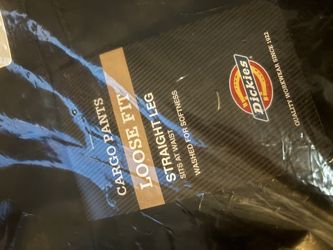 CARGO PANTS
LOOSE FIT
STRAIGHT LEG
SITS AT WAIST
WASHED FOR SOFTNESS
Dickies
QUALITY WORKWEAR SINCE 1922